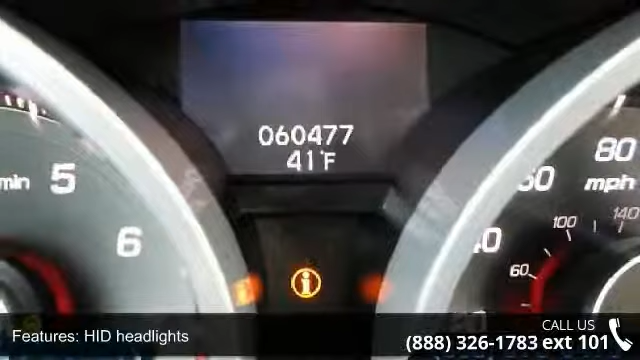 060477
41°F
min
5
6
40
60
80
mph
60
100
140
i
Features: HID headlights
CALL US
(888) 326-1783 ext 101